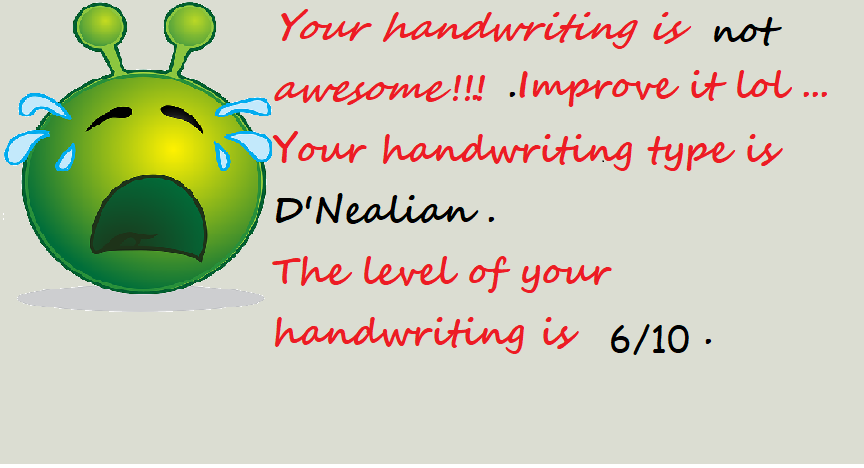 Your handwriting is not
awesome!!! .Improve it lol ...
Your handwriting type is
D'Nealian .
The level of your
handwriting is 6/10 .